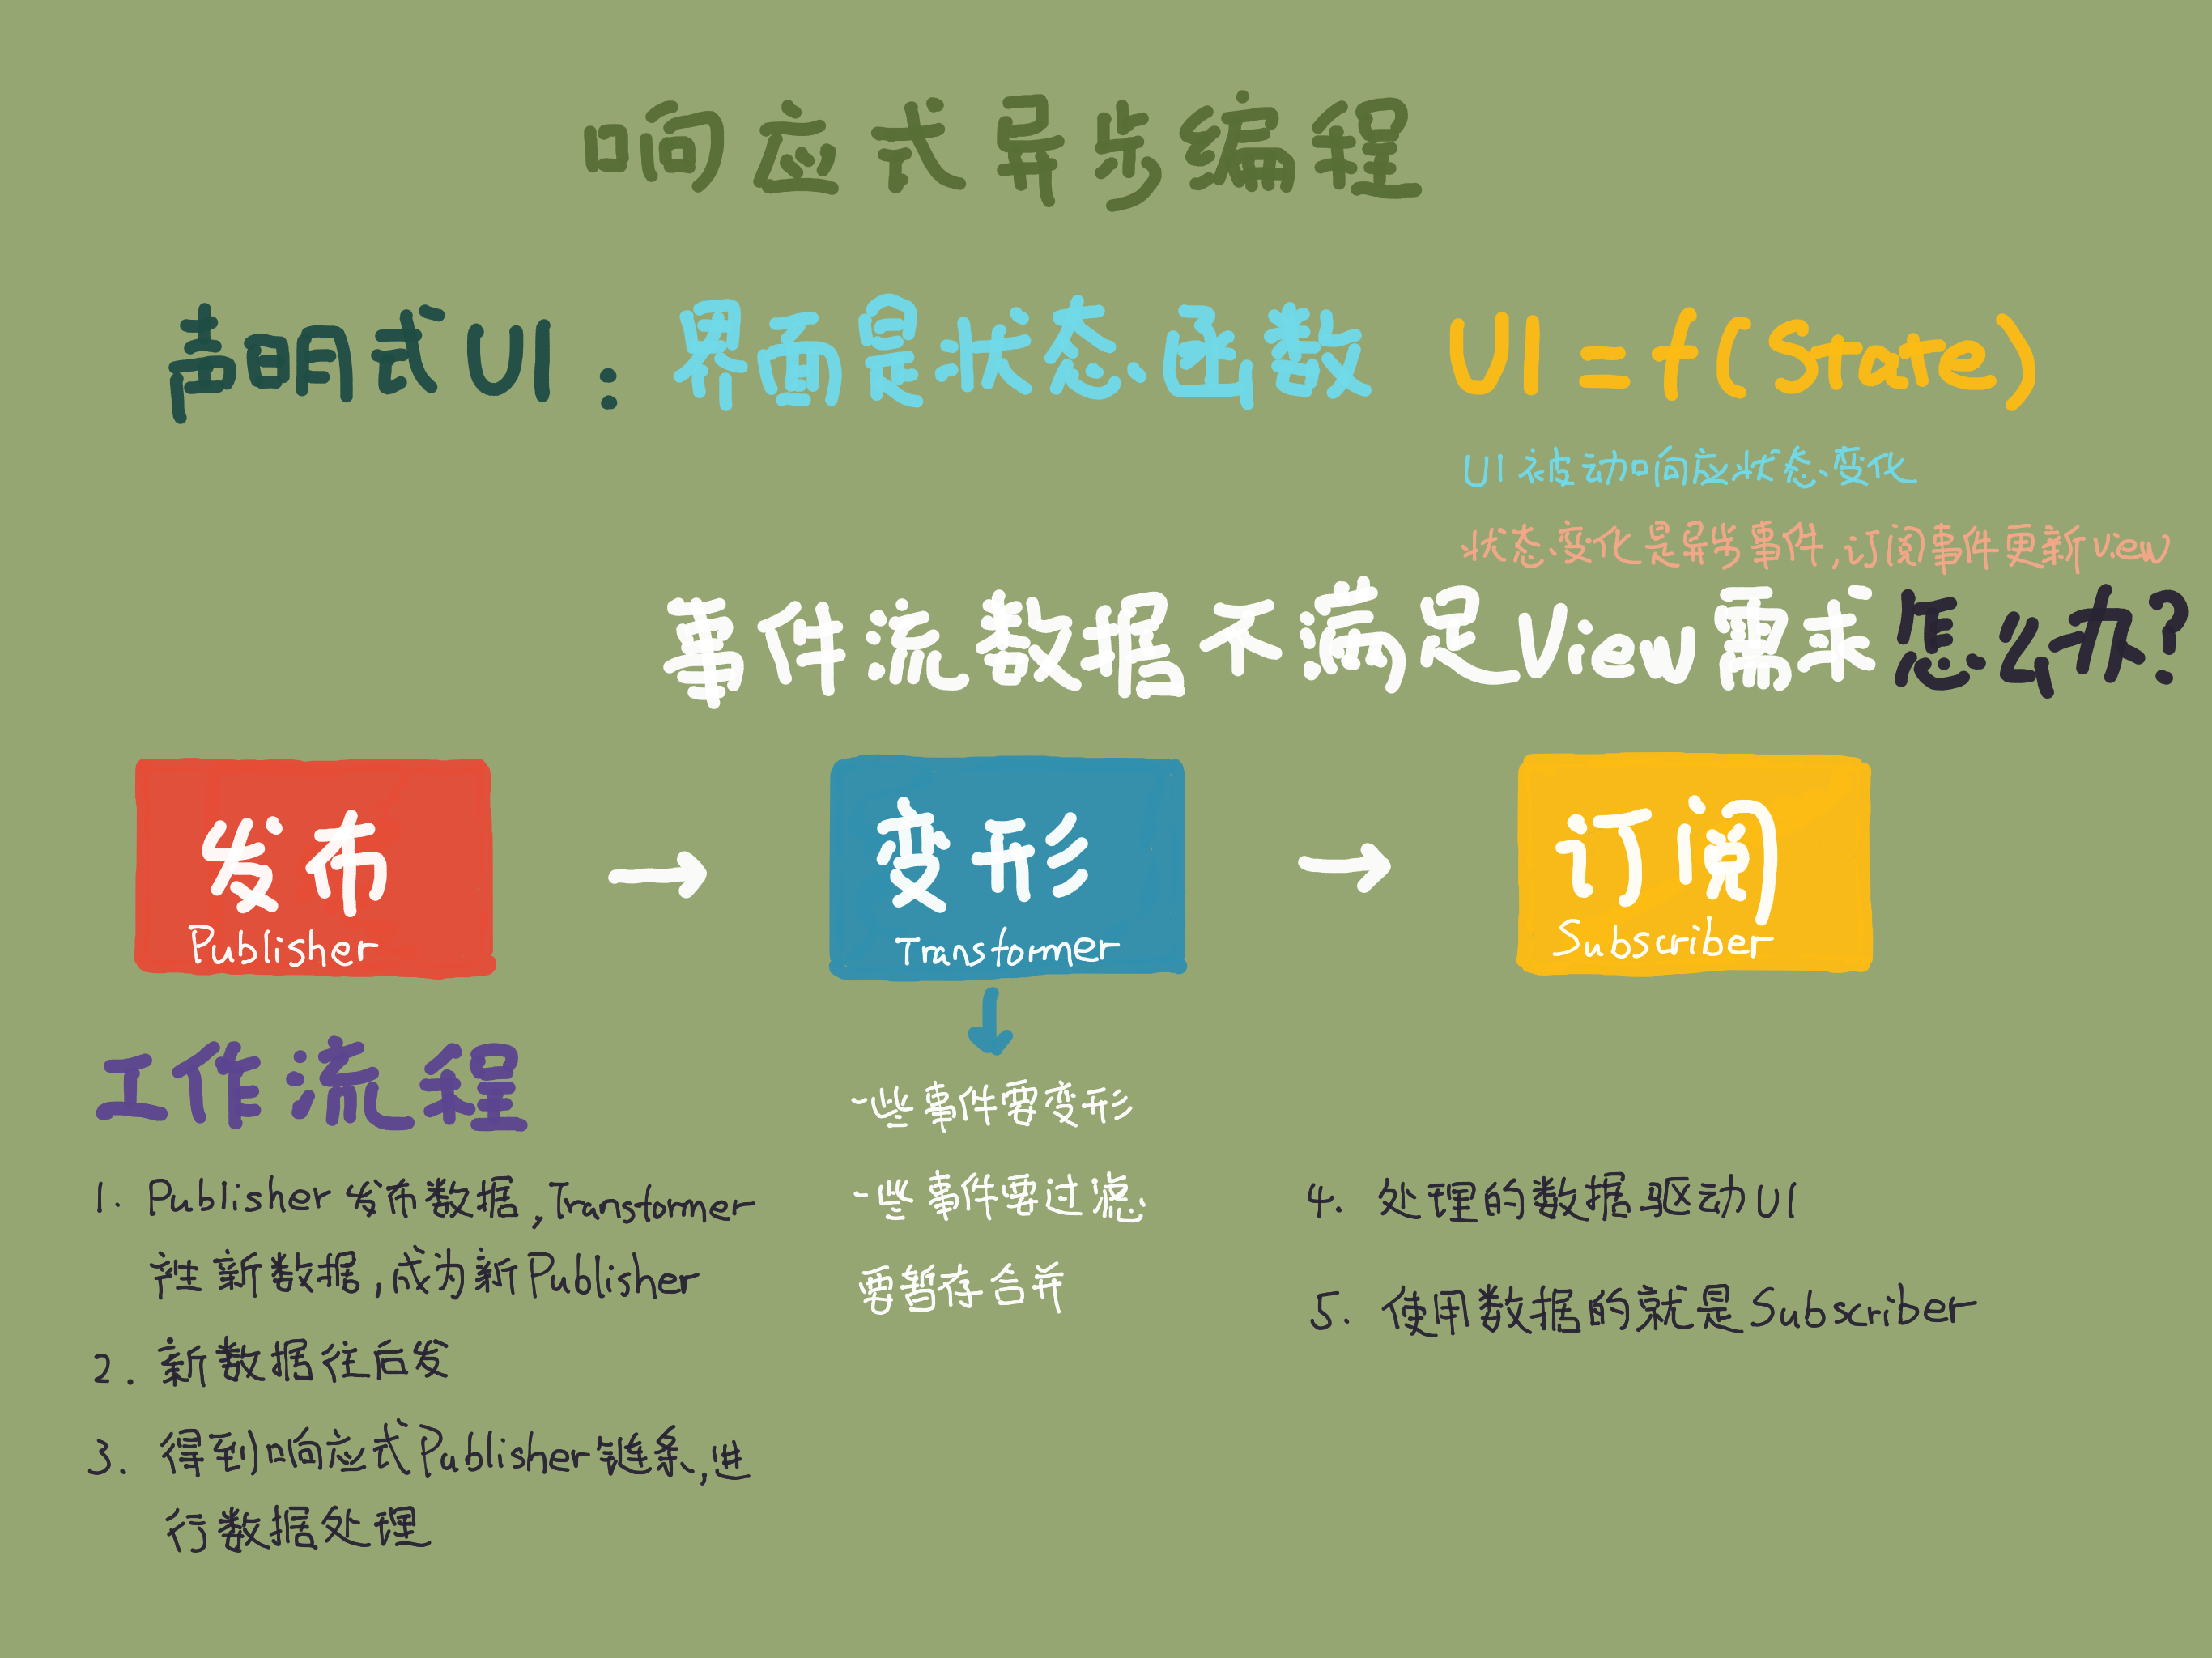 响应式异步编程
声明式UI：界面是状态函数 UI=f(State)
UI被动响应状态变化
状态变化是异步事件,订阅事件更新View
事件流数据不满足View需求怎么办?
发布
Publisher
→
变形
Transformer
→
订阅
Subscriber
工作流程
1. Publisher发布数据,Transformer
新数据,成为新Publisher
2. 新数据往后发
3. 得到响应式Publisher链条,进
行数据处理
一些事件要变形
一些事件要过滤
要暂存合并
4. 处理的数据驱动UI
5. 使用数据的就是Subscriber